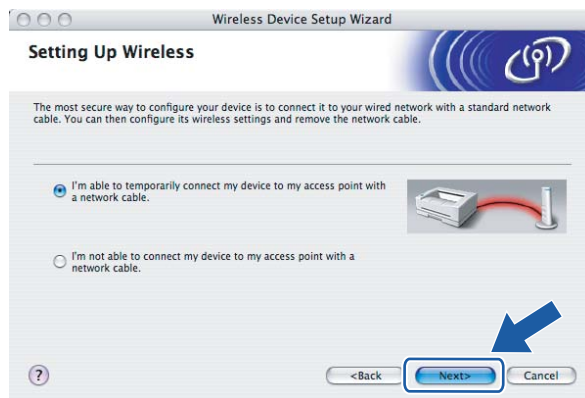 Wireless Device Setup Wizard
Setting Up Wireless
The most secure way to configure your device is to connect it to your wired network with a standard network
cable. You can then configure its wireless settings and remove the network cable.
I'm able to temporarily connect my device to my access point with
a network cable.
I'm not able to connect my device to my access point with a
network cable.
?
<Back
Next>
Cancel